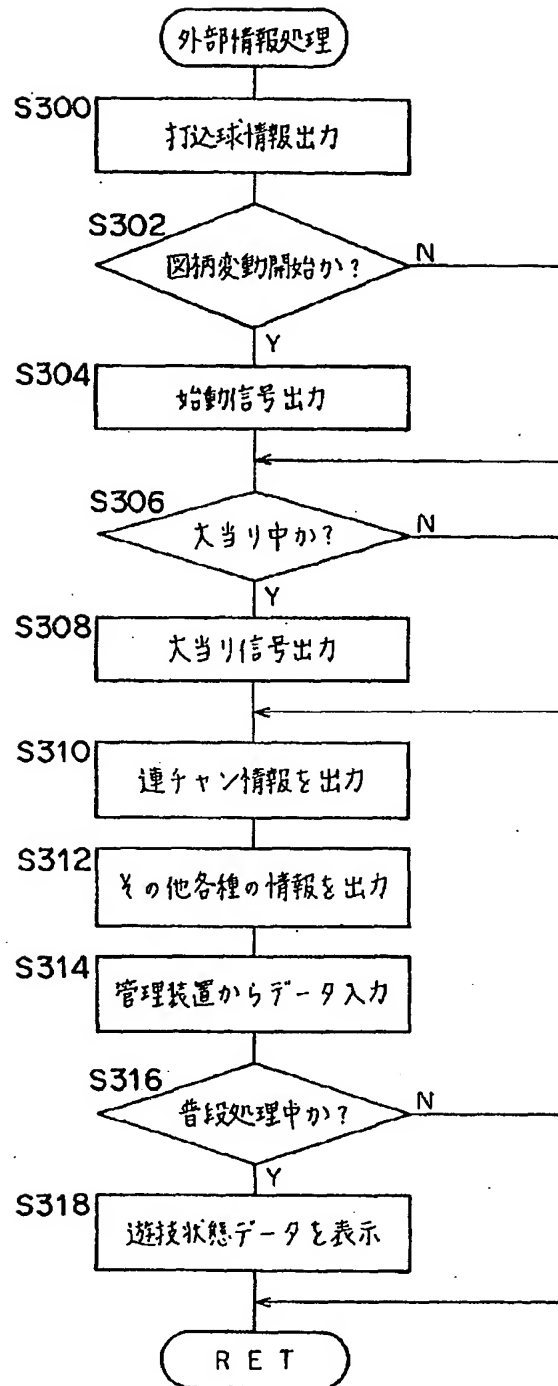 外部情報処理
S300
打込球情報出力
S302
図柄変動開始か?
N
Y
S304
始動信号出力
S306
大当り中か?
N
Y
S308
大当り信号出力
S310
連チャン情報を出力
S312
その他各種の情報を出力
S314
管理装置からデータ入力
S316
普段処理中か?
N
Y
S318
遊技状態データを表示
RET